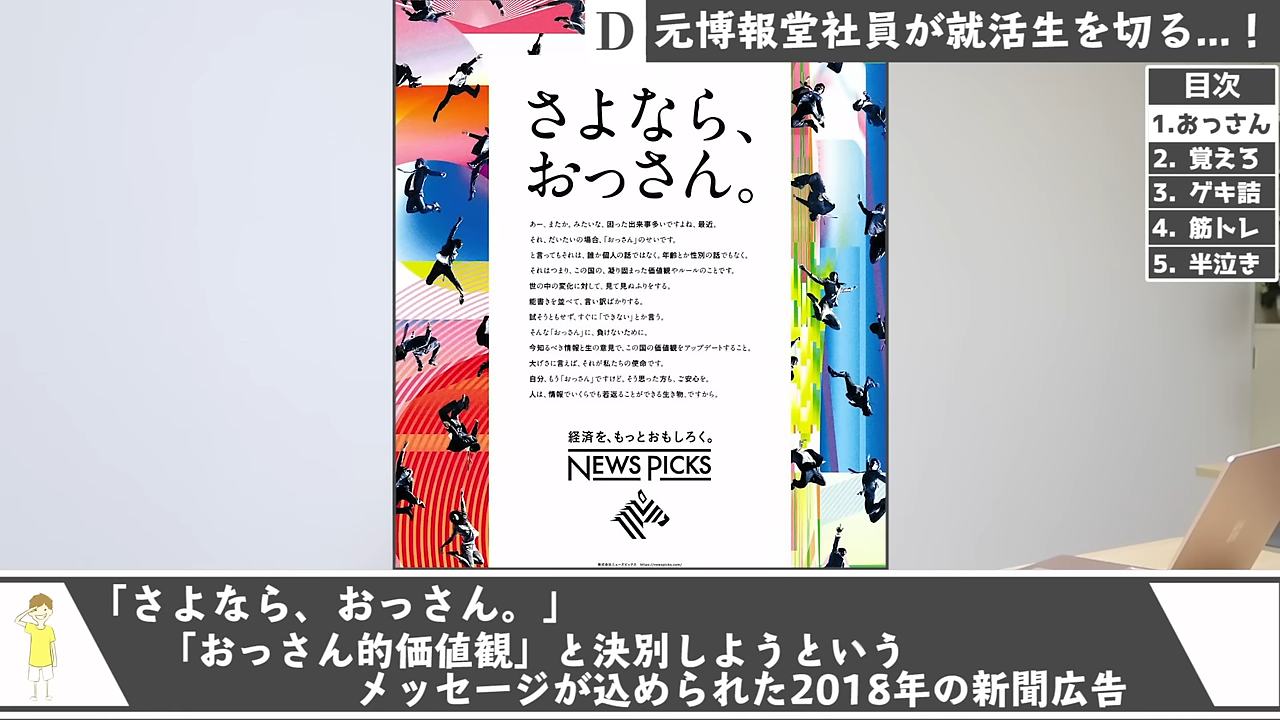 D 元博報堂社員が就活生を切る...！
目次
1.おっさん
2. 覚えろ
3. ゲキ詰
4. 筋トレ
5. 半泣き
さよなら、
おっさん。
あー、またか。みたいな、困った出来事多いですよね、最近。
それ、だいたいの場合、「おっさん」のせいです。
と言ってもそれは、誰か個人の話ではなく。年齢とか性別の話でもなく。
それはつまり、この国の、凝り固まった価値観やルールのことです。
世の中の変化に対して、見て見ぬふりをする。
能書きを並べて、言い訳ばかりする。
試そうともせず、すぐに「できない」とか言う。
そんな「おっさん」に、負けないために。
今知るべき情報と生の意見で、この国の価値観をアップデートすること。
大げさに言えば、それが私たちの使命です。
自分、もう「おっさん」ですけど。そう思った方も、ご安心を。
人は、情報でいくらでも若返ることができる生き物、ですから。
経済を、もっとおもしろく。
NEWS PICKS
株式会社ニューズピックス https://newspicks.com/
「さよなら、おっさん。」
「おっさん的価値観」と決別しようという
メッセージが込められた2018年の新聞広告